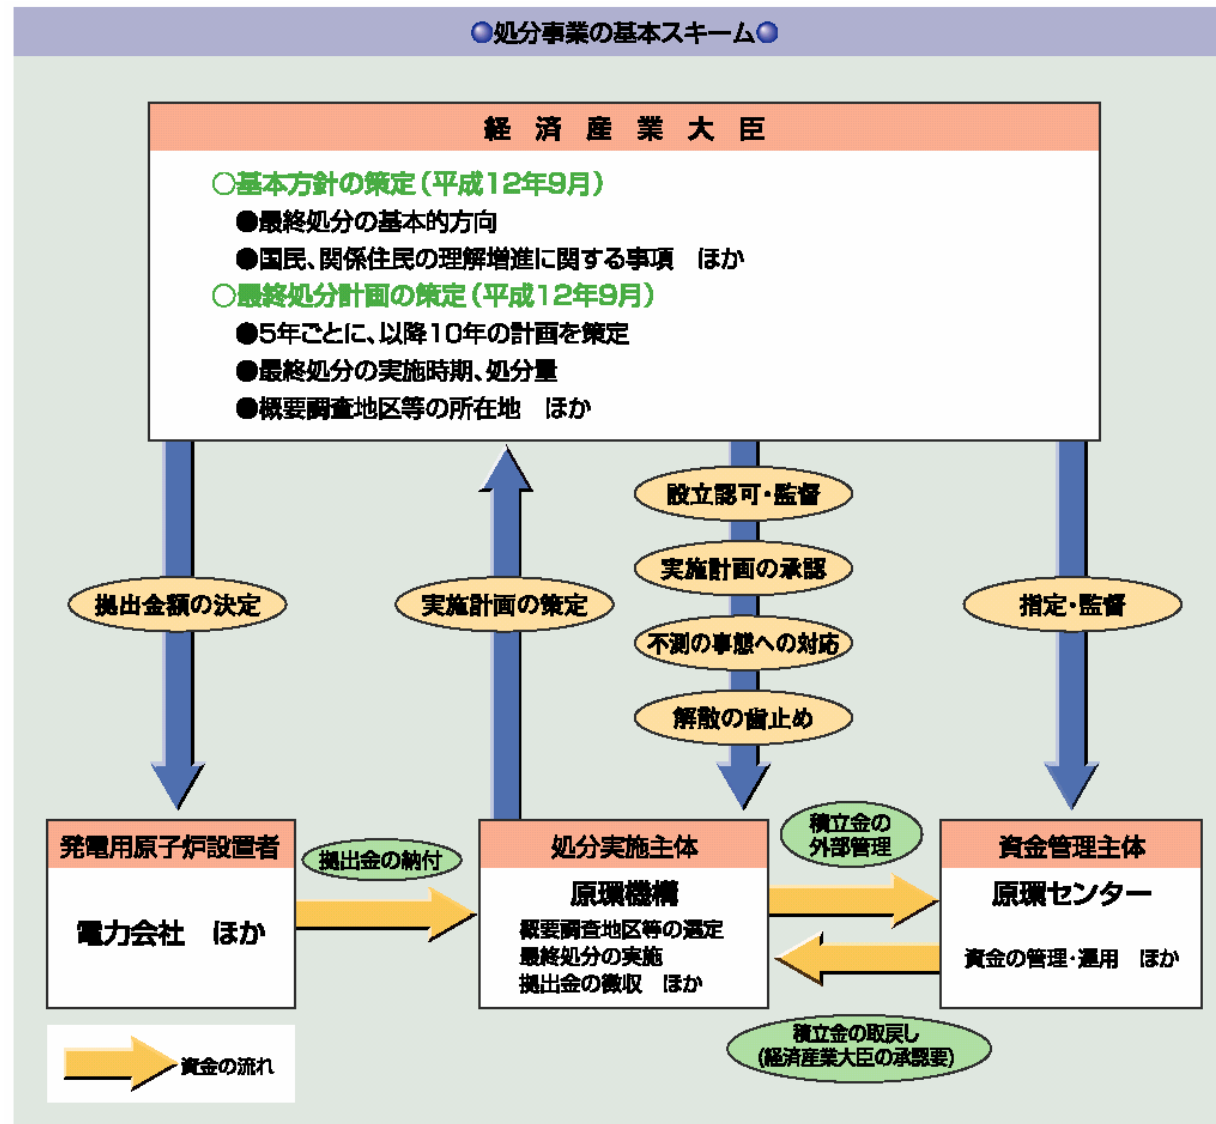 処分事業の基本スキーム
経済産業大臣
○基本方針の策定(平成12年9月)
●最終処分の基本的方向
●国民、関係住民の理解増進に関する事項　ほか
○最終処分計画の策定(平成12年9月)
●5年ごとに、以降10年の計画を策定
●最終処分の実施時期、処分量
●概要調査地区等の所在地　ほか
設立認可・監督
実施計画の承認
拠出金額の決定
実施計画の策定
指定・監督
不測の事態への対応
解散の歯止め
発電用原子炉設置者
電力会社　ほか
拠出金の納付
処分実施主体
原環機構
概要調査地区等の選定
最終処分の実施
拠出金の徴収　ほか
積立金の
外部管理
資金管理主体
原環センター
資金の管理・運用　ほか
積立金の取戻し
(経済産業大臣の承認要)
資金の流れ